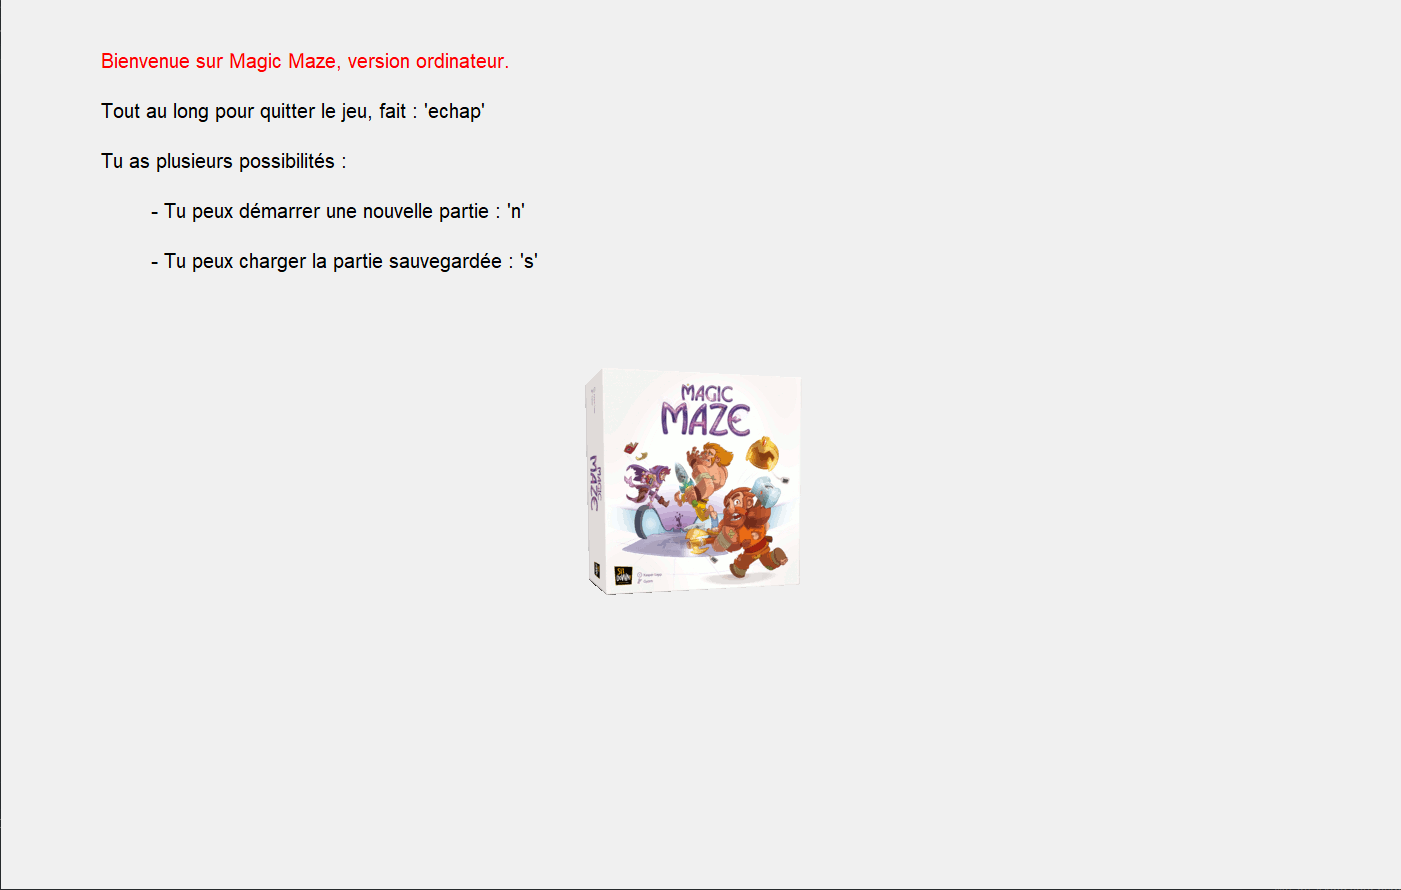 Bienvenue sur Magic Maze, version ordinateur.
Tout au long pour quitter le jeu, fait : 'echap'
Tu as plusieurs possibilités :
- Tu peux démarrer une nouvelle partie : 'n'
- Tu peux charger la partie sauvegardée : 's'
MAGIC
MAZE
MAGIC
MAZE